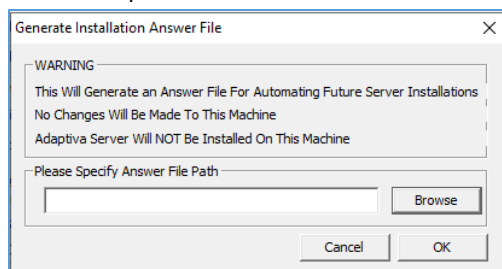 Generate Installation Answer File
WARNING
This Will Generate an Answer File For Automating Future Server Installations
No Changes Will Be Made To This Machine
Adaptiva Server Will NOT Be Installed On This Machine
Please Specify Answer File Path
Browse
Cancel OK